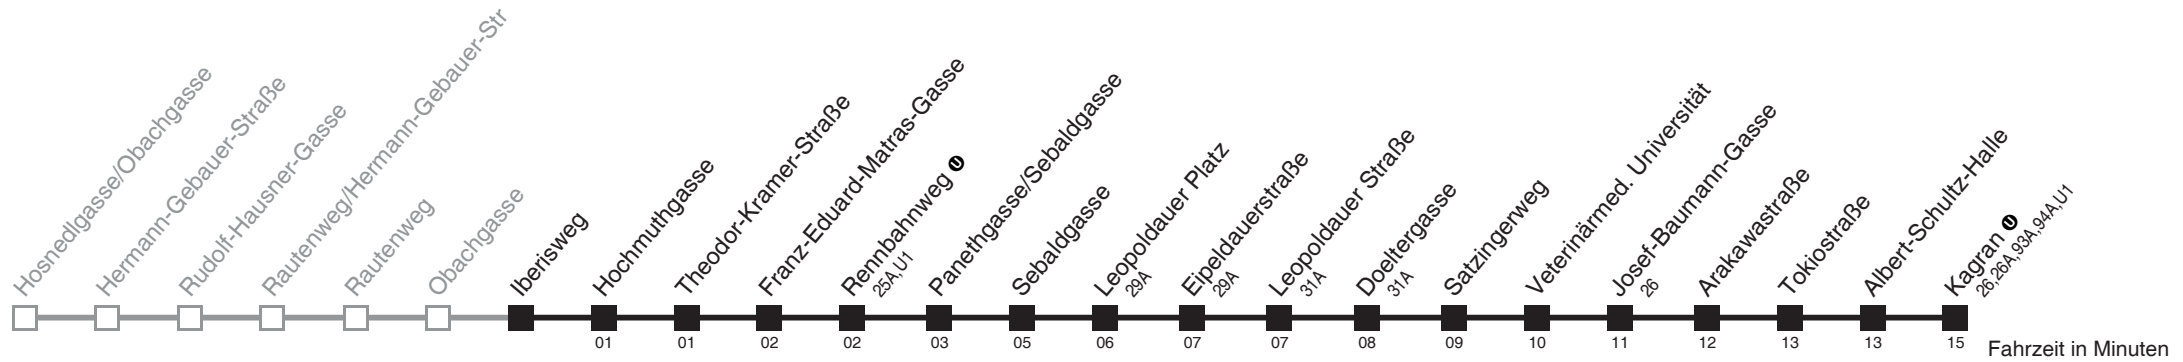 Hosnedlgasse/Obachgasse
Hermann-Gebauer-Straße
Rudolf-Hausner-Gasse
Rautenweg/Hermann-Gebauer-Str
Rautenweg
Obachgasse
Iberisweg
Hochmuthgasse
Theodor-Kramer-Straße
Franz-Eduard-Matras-Gasse
Rennbahnweg U
25A,U1
Panethgasse/Sebaldgasse
Sebaldgasse
Leopoldauer Platz
29A
Eipeldauerstraße
29A
Leopoldauer Straße
31A
Doeltergasse
31A
Satzingerweg
Veterinärmed. Universität
Josef-Baumann-Gasse
26
Arakawastraße
Tokiostraße
Albert-Schultz-Halle
Kagran U
26,26A,93A,94A,U1
01 01 02 02 03 05 06 07 07 08 09 10 11 12 13 13 15
Fahrzeit in Minuten